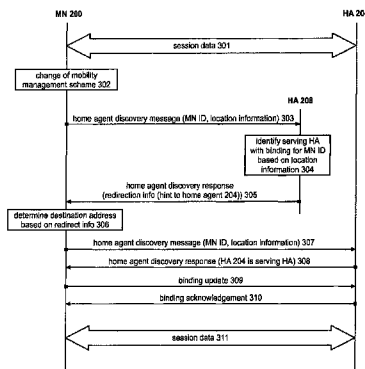 MN 260
HA 20
session data 301
change of mobility
management scheme 302
HA 208
home agent discovery message (MN ID, location information) 303
identify serving HA
with binding for MN ID
based on location
information 304
home agent discovery response
(redirection info (hint to home agent 204)) 305
determine destination address
based on redirect info 306
home agent discovery message (MN ID, location information) 307
home agent discovery response (HA 204 is serving HA) 308
binding update 309
binding acknowledgement 310
session data 311